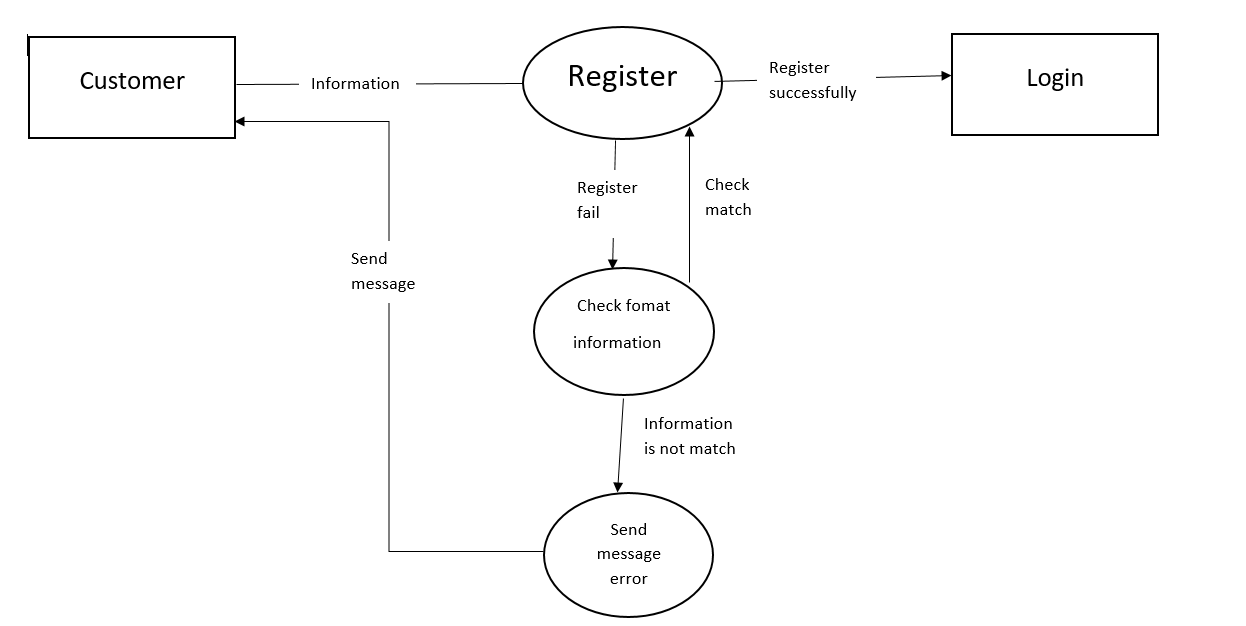 Customer
Information
Register
Register
successfully
Login
Register
fail
Check
match
Send
message
Check fomat
information
Information
is not match
Send
message
error